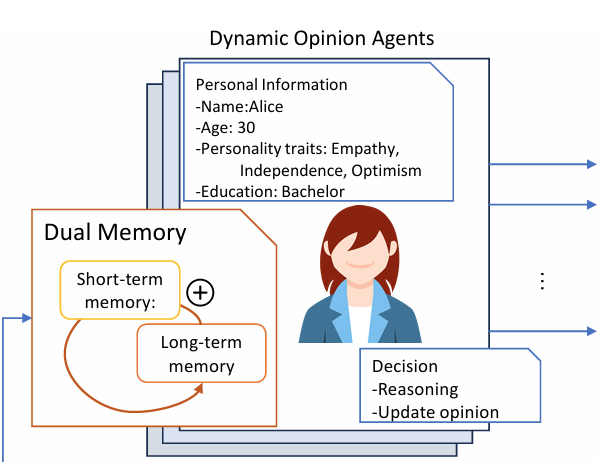 Dynamic Opinion Agents
Personal Information
-Name:Alice
-Age: 30
-Personality traits: Empathy,
Independence, Optimism
-Education: Bachelor
Dual Memory
Short-term
memory:
Long-term
memory
Decision
-Reasoning
-Update opinion